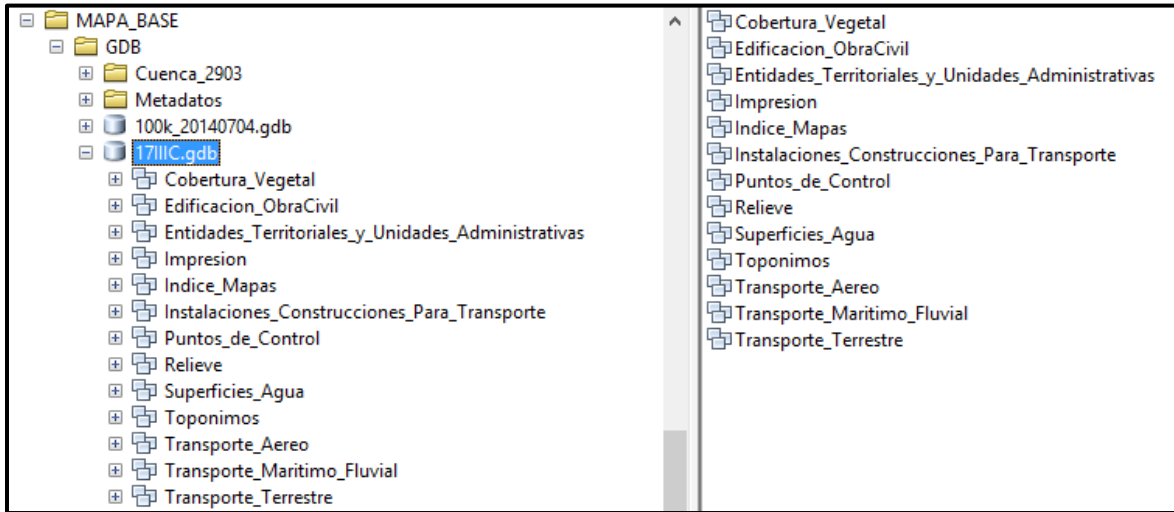 MAPA_BASE
GDB
Cuenca_2903
Metadatos
100k_20140704.gdb
17IIIC.gdb
Cobertura_Vegetal
Edificacion_ObraCivil
Entidades_Territoriales_y_Unidades_Administrativas
Impresion
Indice_Mapas
Instalaciones_Construcciones_Para_Transporte
Puntos_de_Control
Relieve
Superficies_Agua
Toponimos
Transporte_Aereo
Transporte_Maritimo_Fluvial
Transporte_Terrestre
Cobertura_Vegetal
Edificacion_ObraCivil
Entidades_Territoriales_y_Unidades_Administrativas
Impresion
Indice_Mapas
Instalaciones_Construcciones_Para_Transporte
Puntos_de_Control
Relieve
Superficies_Agua
Toponimos
Transporte_Aereo
Transporte_Maritimo_Fluvial
Transporte_Terrestre